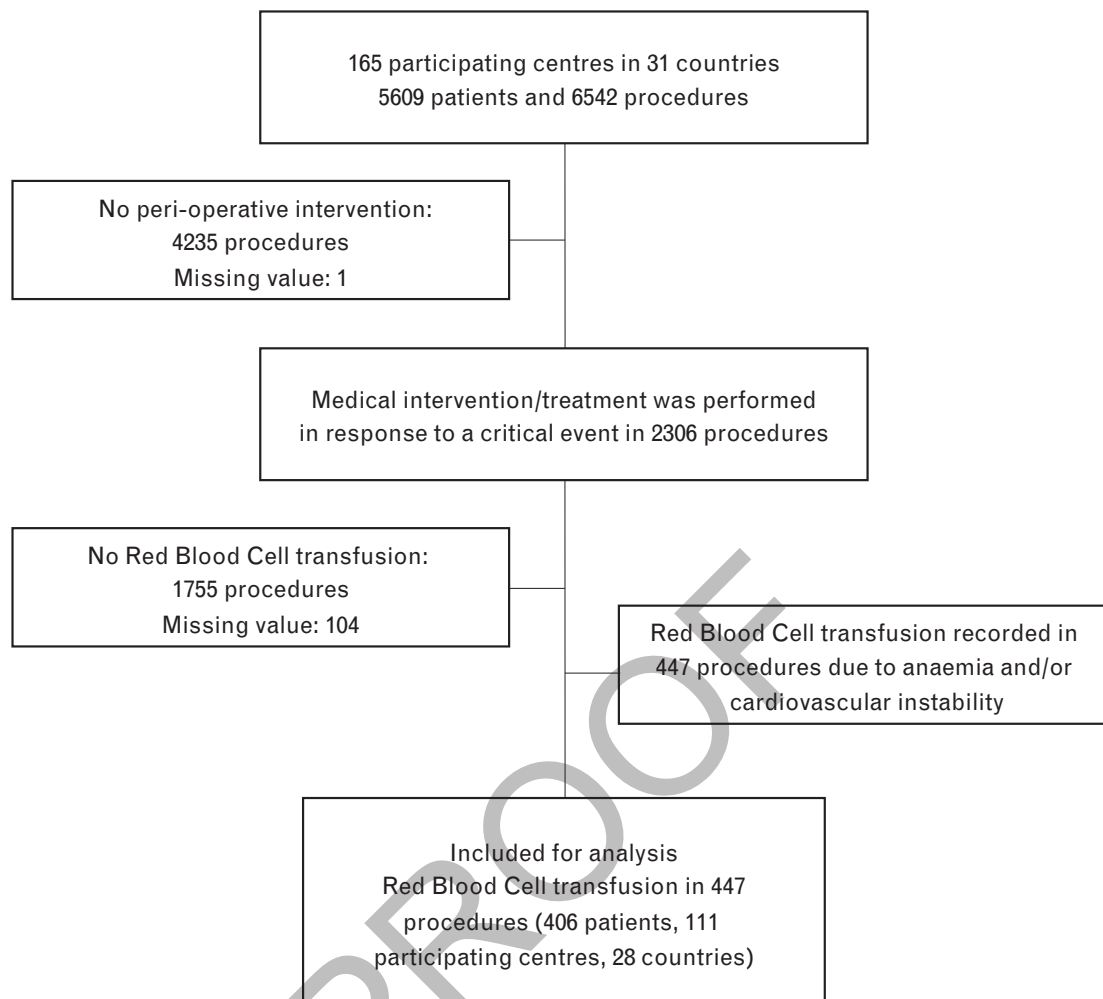 165 participating centres in 31 countries
5609 patients and 6542 procedures
No peri-operative intervention:
4235 procedures
Missing value: 1
Medical intervention/treatment was performed
in response to a critical event in 2306 procedures
No Red Blood Cell transfusion:
1755 procedures
Missing value: 104
Red Blood Cell transfusion recorded in
447 procedures due to anaemia and/or
cardiovascular instability
Included for analysis
Red Blood Cell transfusion in 447
procedures (406 patients, 111
participating centres, 28 countries)
PROOF